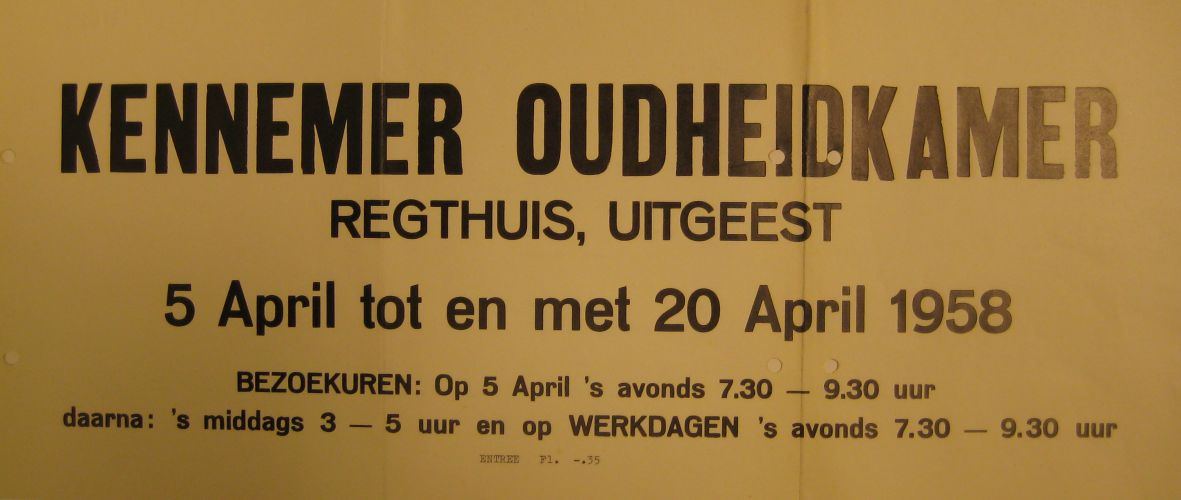 KENNEMER OUDHEIDKAMER
REGTHUIS, UITGEEST
5 April tot en met 20 April 1958
BEZOEKUREN: Op 5 April 's avonds 7.30 — 9.30 uur
daarna: 's middags 3 — 5 uur en op WERKDAGEN 's avonds 7.30 — 9.30 uur
ENTREE Fl. -.35